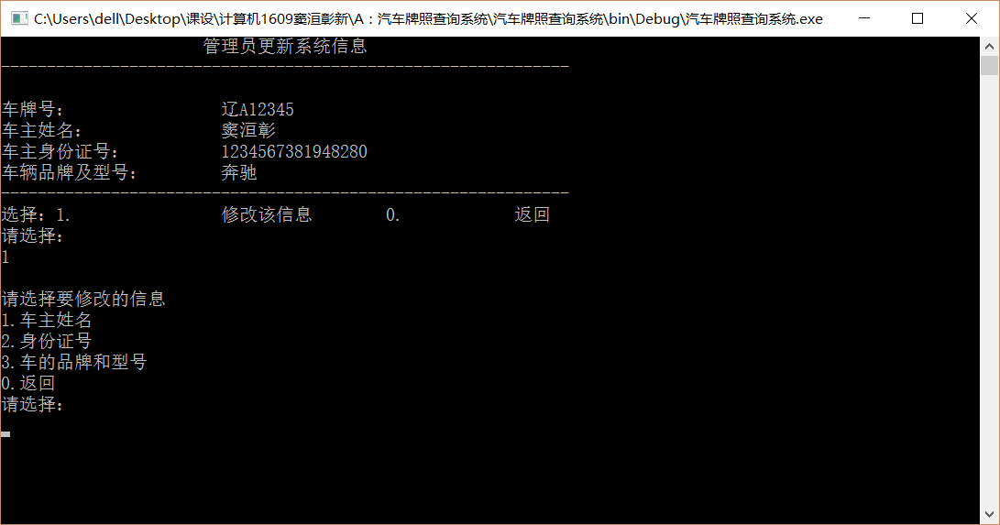 C:\Users\dell\Desktop\课设\计算机1609窦洹彰新\A：汽车牌照查询系统\汽车牌照查询系统\bin\Debug\汽车牌照查询系统.exe
管理员更新系统信息
--------------------------------------------------------------
车牌号： 辽A12345
车主姓名： 窦洹彰
车主身份证号： 1234567381948280
车辆品牌及型号： 奔驰
--------------------------------------------------------------
选择：1. 修改该信息 0. 返回
请选择：
1
请选择要修改的信息
1.车主姓名
2.身份证号
3.车的品牌和型号
0.返回
请选择：